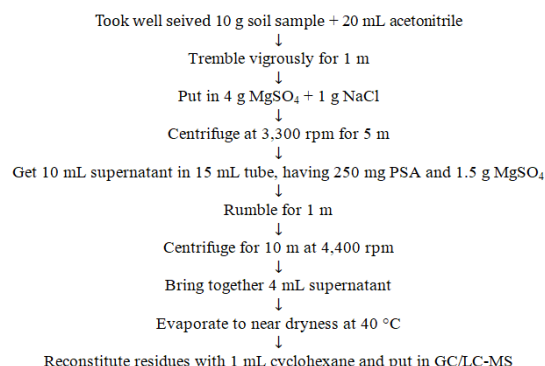 Took well seived 10 g soil sample + 20 mL acetonitrile
↓
Tremble vigrously for 1 m
↓
Put in 4 g MgSO₄ + 1 g NaCl
↓
Centrifuge at 3,300 rpm for 5 m
↓
Get 10 mL supernatant in 15 mL tube, having 250 mg PSA and 1.5 g MgSO₄
↓
Rumble for 1 m
↓
Centrifuge for 10 m at 4,400 rpm
↓
Bring together 4 mL supernatant
↓
Evaporate to near dryness at 40 °C
↓
Reconstitute residues with 1 mL cyclohexane and put in GC/LC-MS